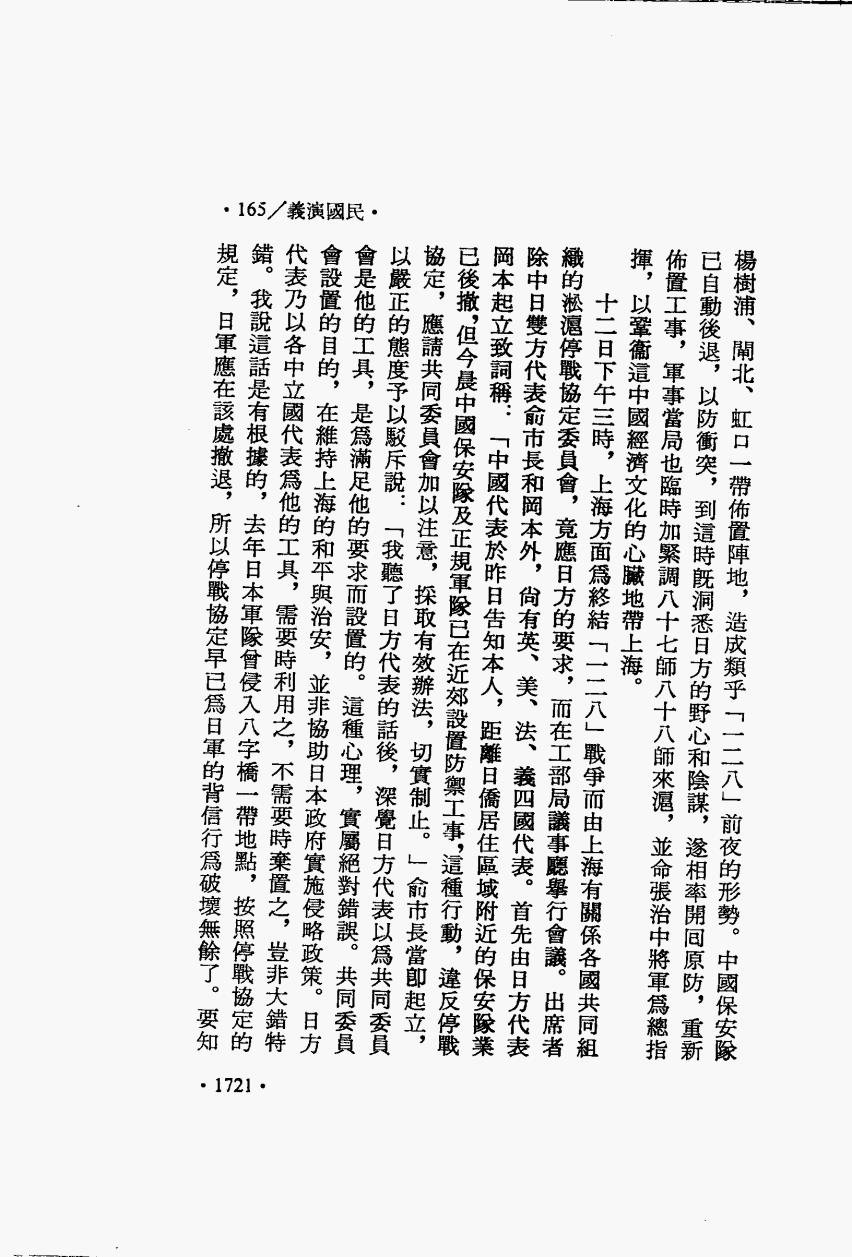 •165／義演國民•
楊樹浦、閘北、虹口一帶佈置陣地，造成類乎「一二八」前夜的形勢。中國保安隊
已自動後退，以防衝突，到這時旣洞悉日方的野心和陰謀，遂相率開囘原防，重新
佈置工事，軍事當局也臨時加緊調八十七師八十八師來滬，並命張治中將軍爲總指
揮，以鞏衞這中國經濟文化的心臟地帶上海。
十二日下午三時，上海方面爲終結「一二八」戰爭而由上海有關係各國共同組
織的淞滬停戰協定委員會，竟應日方的要求，而在工部局議事廳舉行會議。出席者
除中日雙方代表俞市長和岡本外，尙有英、美、法、義四國代表。首先由日方代表
岡本起立致詞稱：「中國代表於昨日告知本人，距離日僑居住區域附近的保安隊業
已後撤，但今晨中國保安隊及正規軍隊已在近郊設置防禦工事，這種行動，違反停戰
協定，應請共同委員會加以注意，採取有效辦法，切實制止。」俞市長當卽起立，
以嚴正的態度予以駁斥說：「我聽了日方代表的話後，深覺日方代表以爲共同委員
會是他的工具，是爲滿足他的要求而設置的。這種心理，實屬絕對錯誤。共同委員
會設置的目的，在維持上海的和平與治安，並非協助日本政府實施侵略政策。日方
代表乃以各中立國代表爲他的工具，需要時利用之，不需要時棄置之，豈非大錯特
錯。我說這話是有根據的，去年日本軍隊曾侵入八字橋一帶地點，按照停戰協定的
規定，日軍應在該處撤退，所以停戰協定早已爲日軍的背信行爲破壞無餘了。要知
•1721•